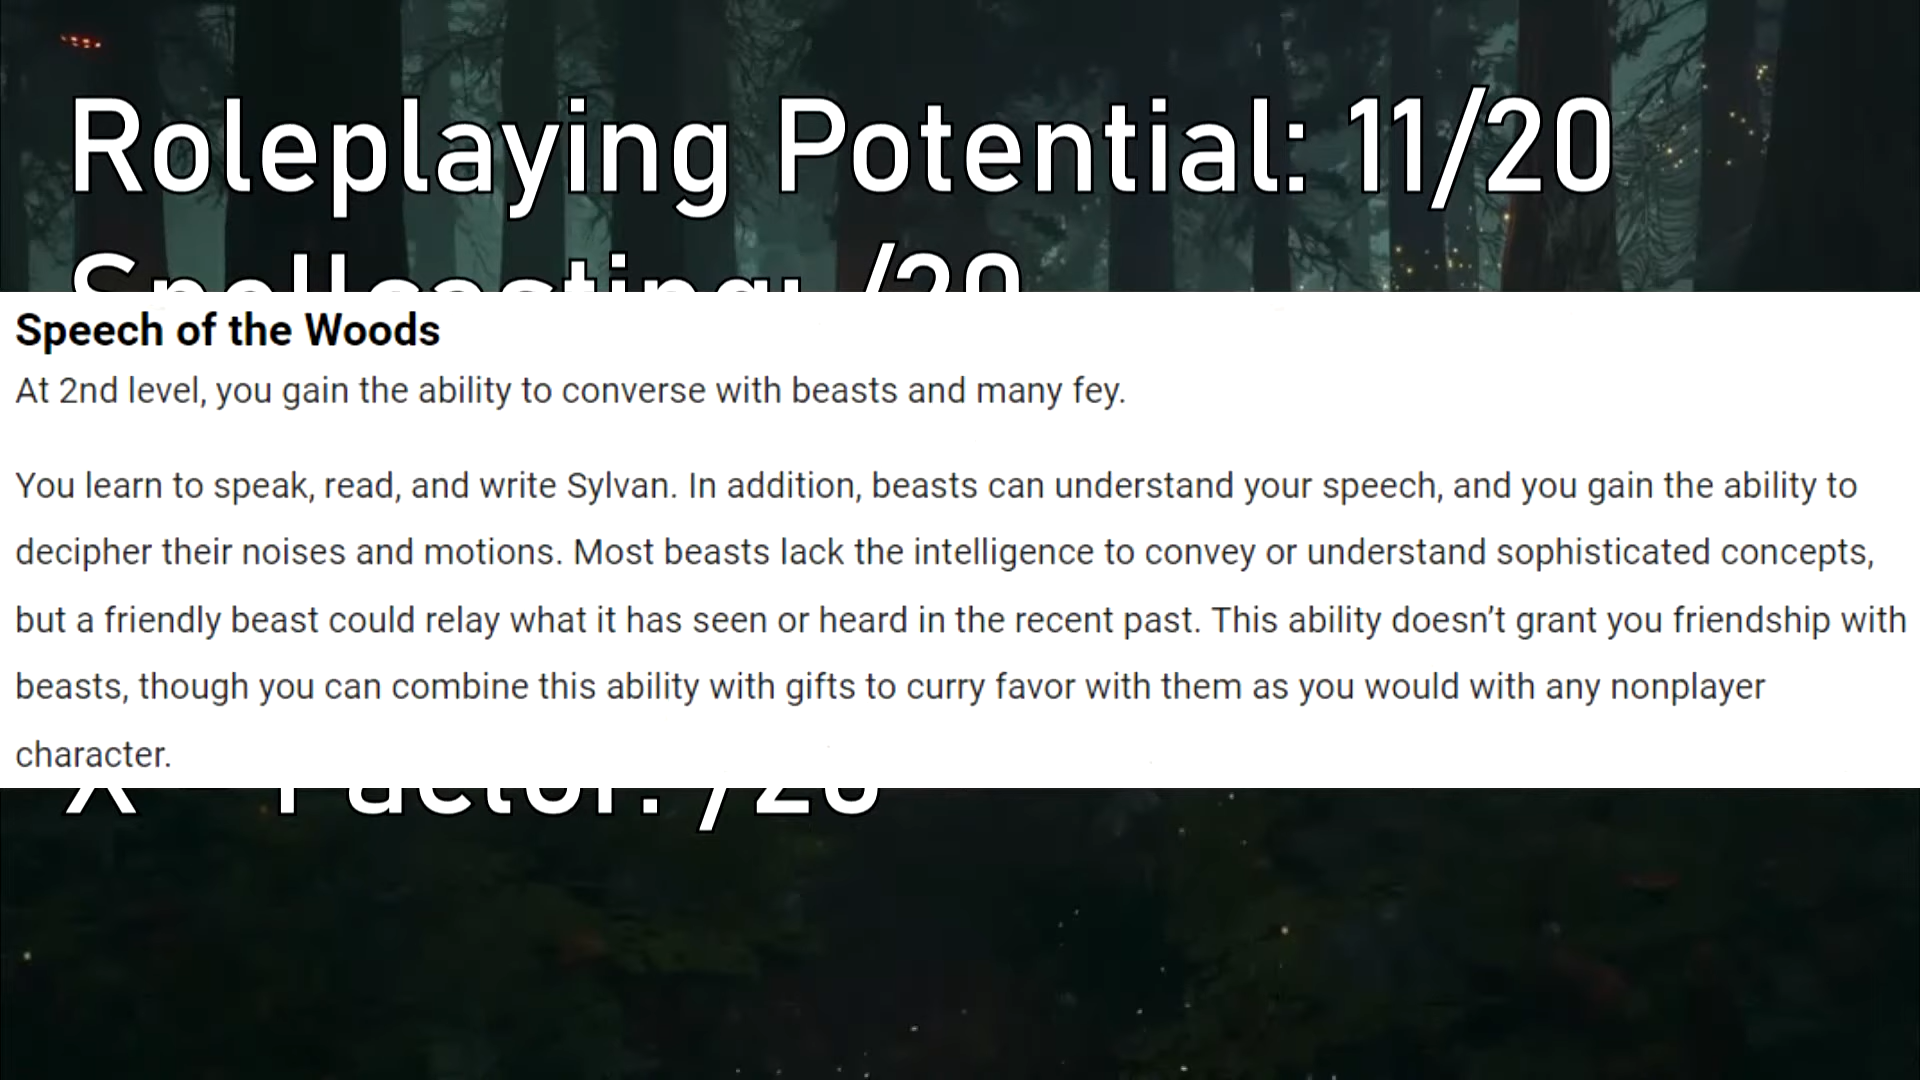 Roleplaying Potential: 11/20
Spellcasting: /20
Speech of the Woods
At 2nd level, you gain the ability to converse with beasts and many fey.
You learn to speak, read, and write Sylvan. In addition, beasts can understand your speech, and you gain the ability to
decipher their noises and motions. Most beasts lack the intelligence to convey or understand sophisticated concepts,
but a friendly beast could relay what it has seen or heard in the recent past. This ability doesn’t grant you friendship with
beasts, though you can combine this ability with gifts to curry favor with them as you would with any nonplayer
character.
X - Factor: /20